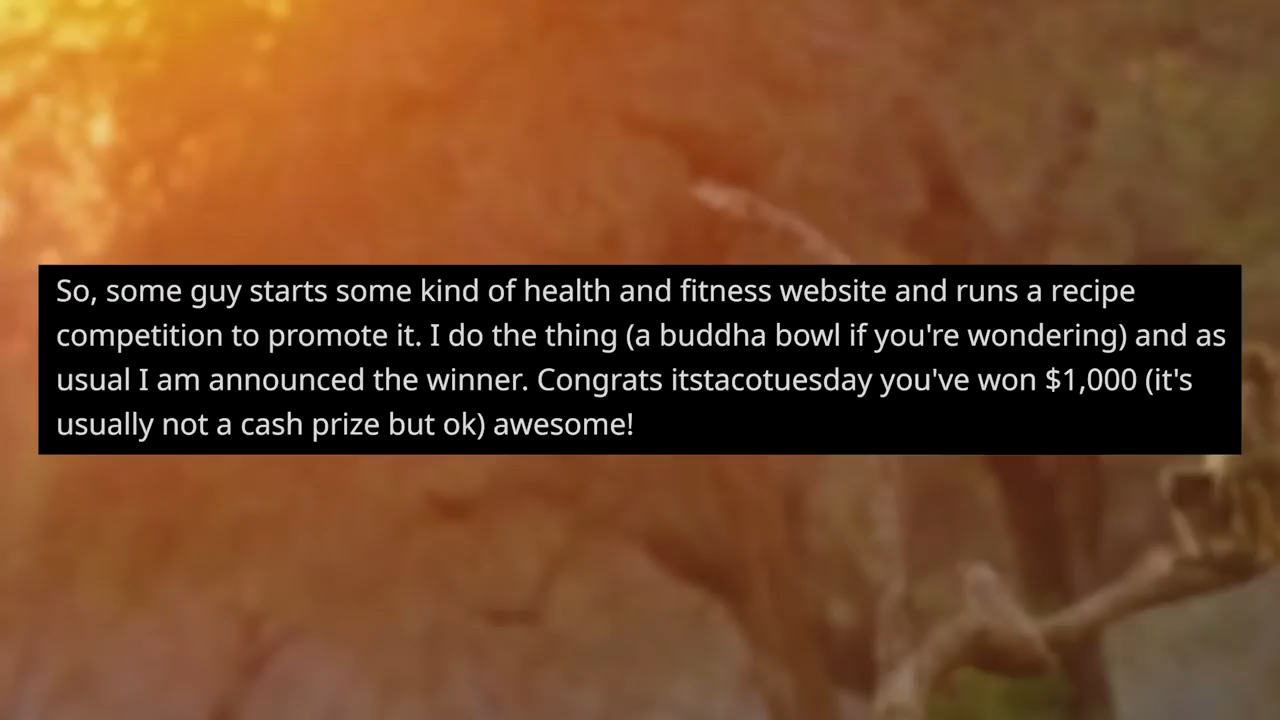 So, some guy starts some kind of health and fitness website and runs a recipe
competition to promote it. I do the thing (a buddha bowl if you're wondering) and as
usual I am announced the winner. Congrats itstacotuesday you've won $1,000 (it's
usually not a cash prize but ok) awesome!